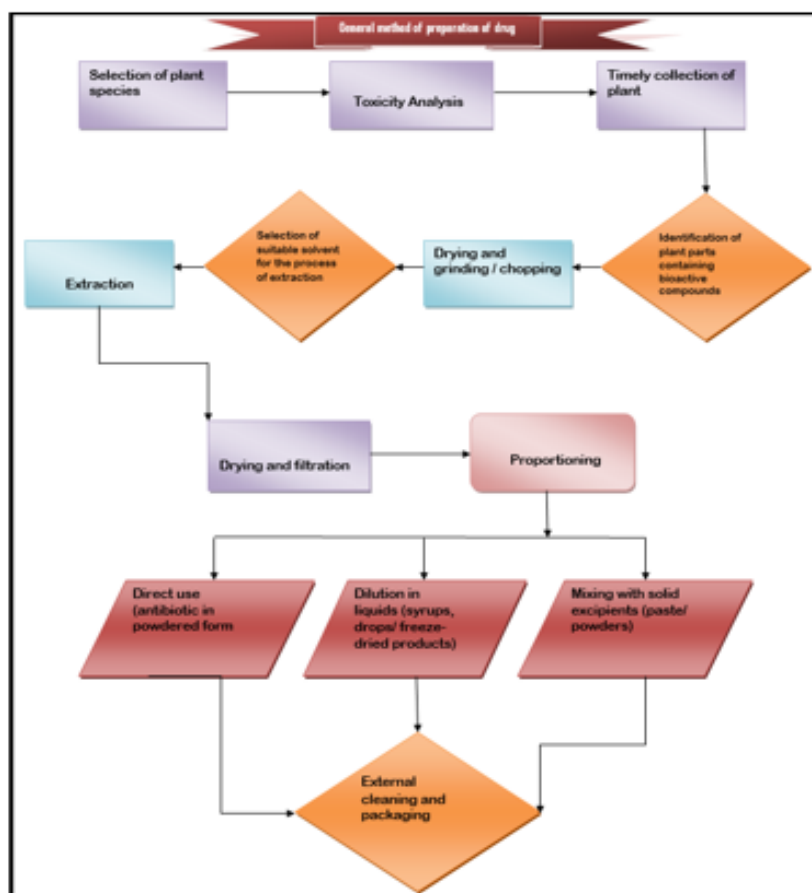 General method of preparation of drug
Selection of plant
species
Toxicity Analysis
Timely collection of
plant
Identification of
plant parts
containing
bioactive
compounds
Drying and
grinding / chopping
Selection of
suitable solvent
for the process
of extraction
Extraction
Drying and filtration
Proportioning
Direct use
(antibiotic in
powdered form
Dilution in
liquids (syrups,
drops/ freeze-
dried products)
Mixing with solid
excipients (paste/
powders)
External
cleaning and
packaging